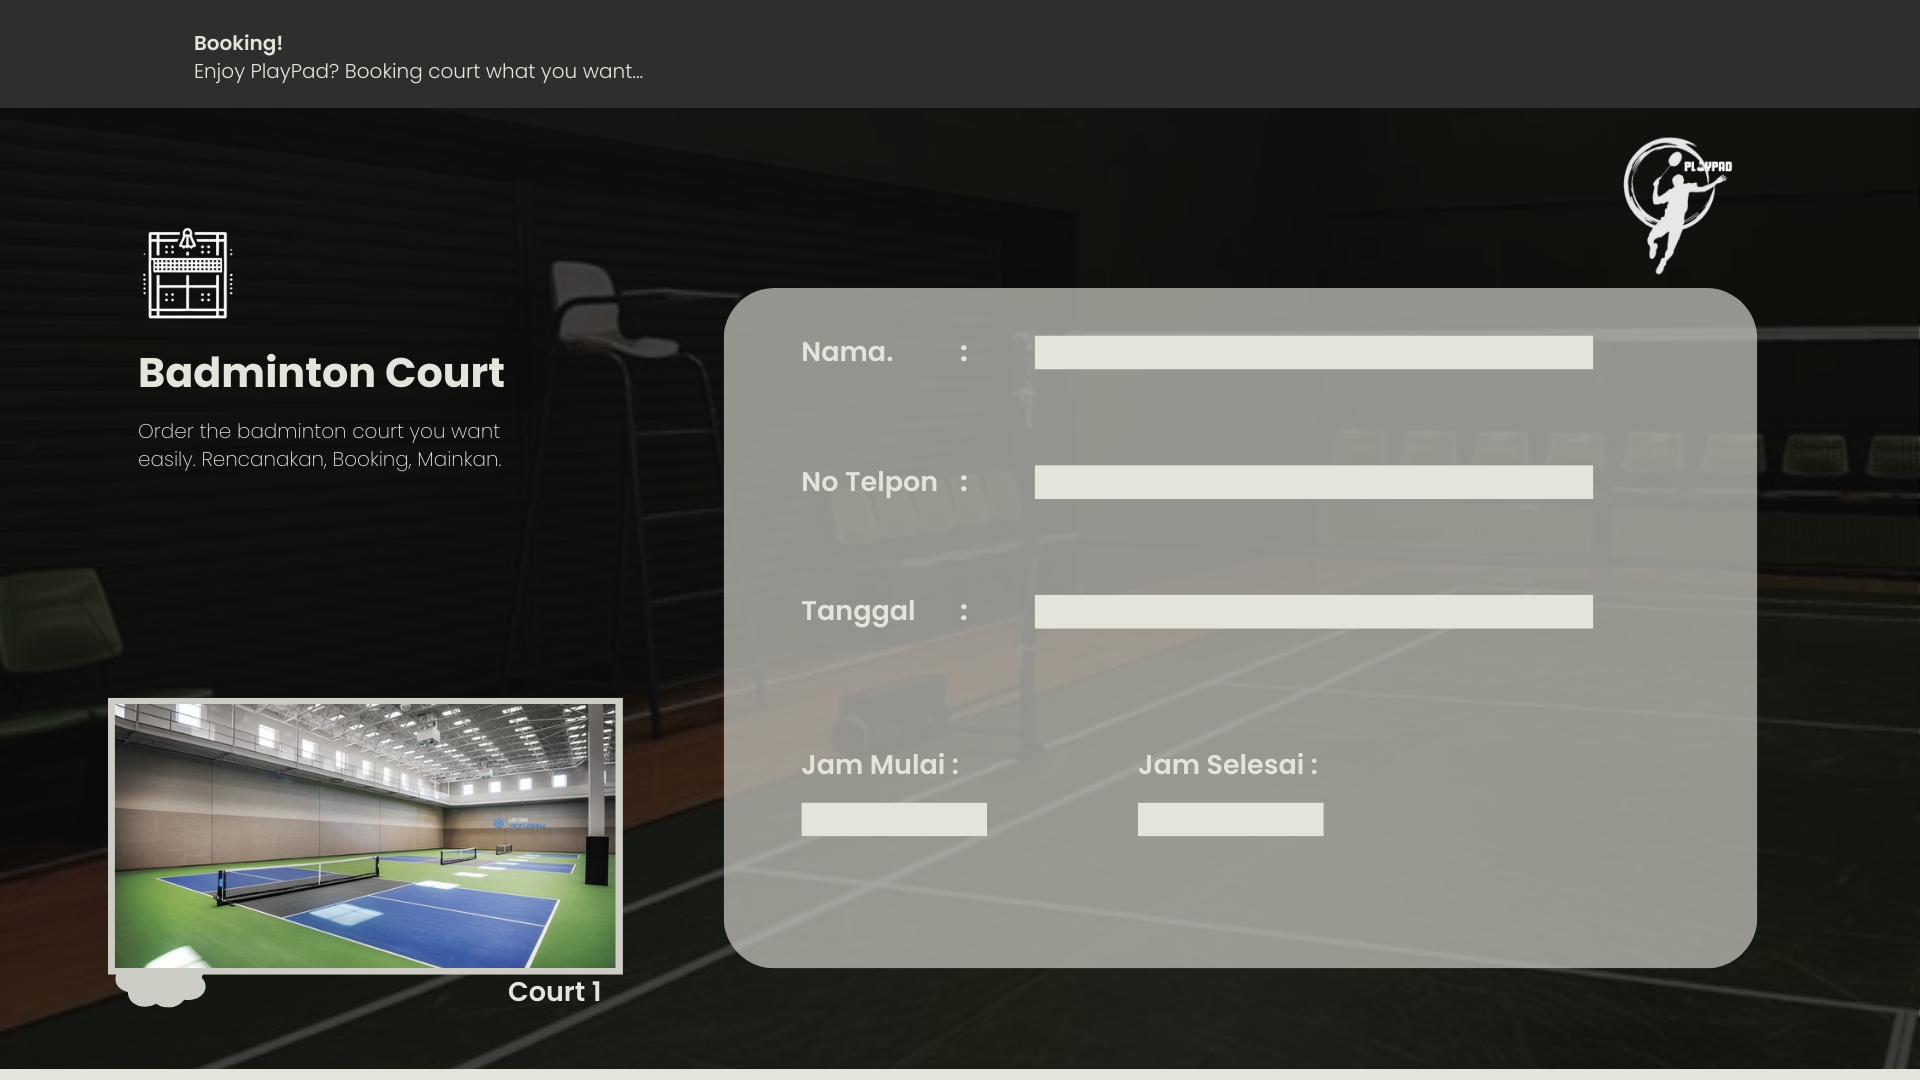 Booking!
Enjoy PlayPad? Booking court what you want...
PLAYPAD
Badminton Court
Order the badminton court you want
easily. Rencanakan, Booking, Mainkan.
Nama. :
No Telpon :
Tanggal :
Jam Mulai :
Jam Selesai :
Court 1